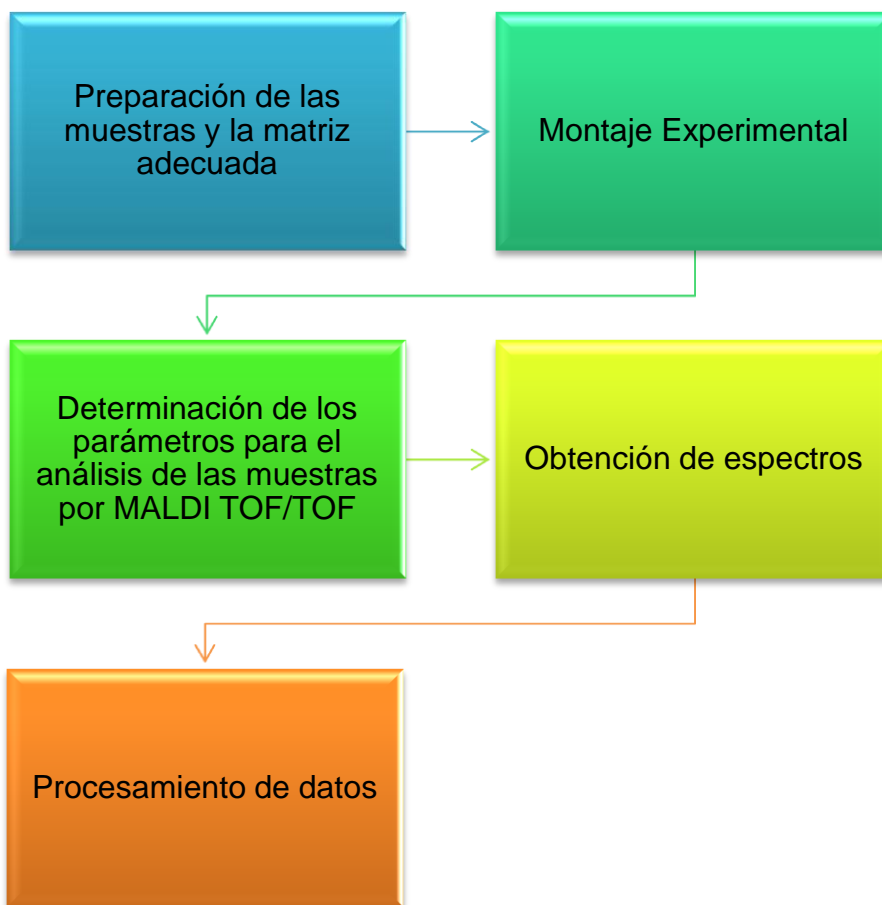 Preparación de las
muestras y la matriz
adecuada
Montaje Experimental
Determinación de los
parámetros para el
análisis de las muestras
por MALDI TOF/TOF
Obtención de espectros
Procesamiento de datos